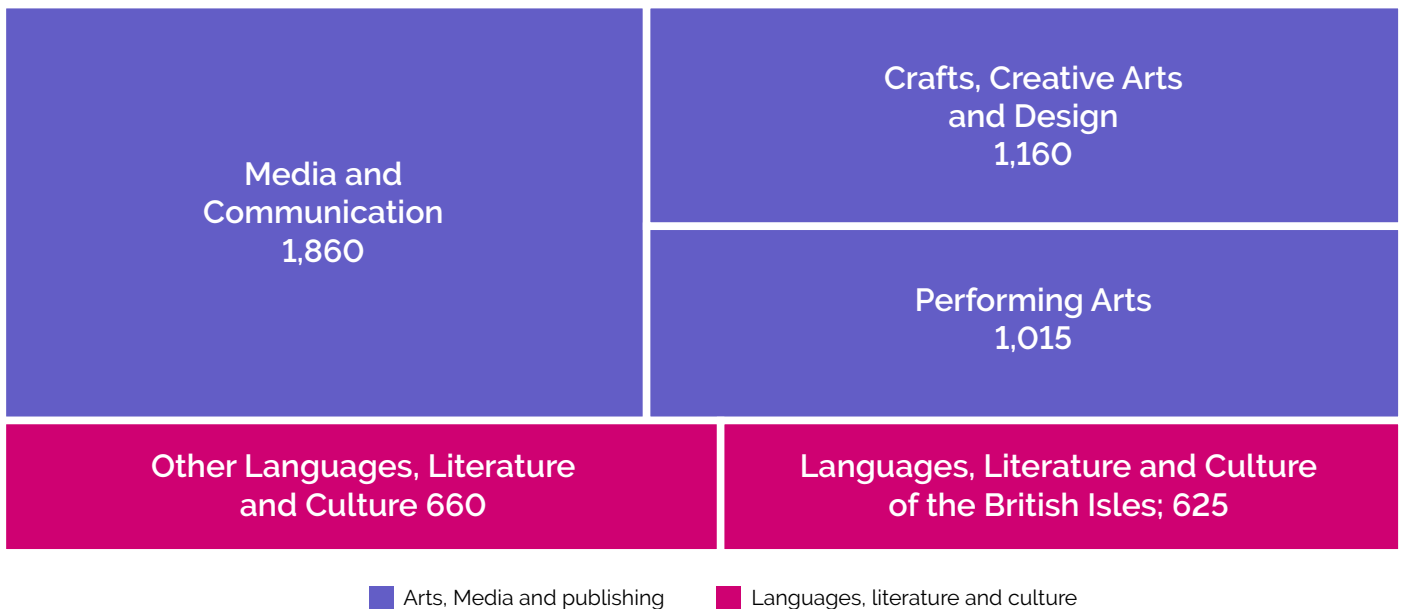 Media and
Communication
1,860
Crafts, Creative Arts
and Design
1,160
Performing Arts
1,015
Other Languages, Literature
and Culture 660
Languages, Literature and Culture
of the British Isles; 625
Arts, Media and publishing
Languages, literature and culture